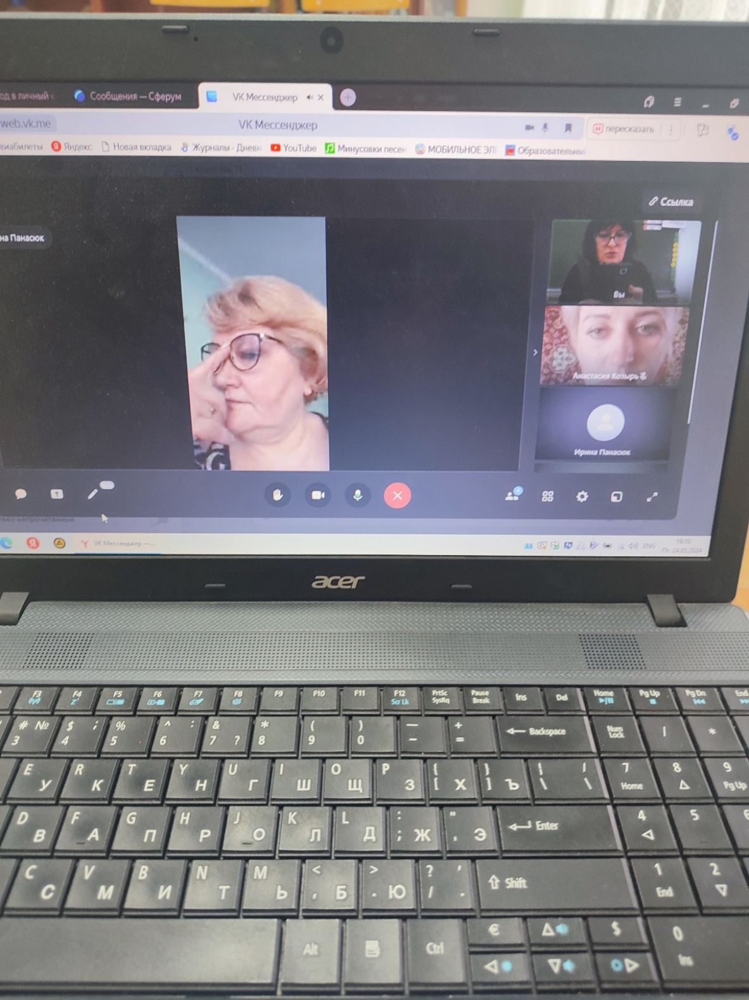 од в личный
Сообщения — Сферум
VK Мессенджер
web.vk.me
VK Мессенджер
пересказать
виабилеты
Яндекс
Новая вкладка
Журналы - Дневн
YouTube
Минусовки песен
МОБИЛЬНОЕ ЭЛ
Образовательны
Ссылка
на Панасюк
Вы
Анастасия Козырь
Ирина Панасюк
4
VK Мессенджер —...
ENG
19:10
Пт, 24.05.2024
acer
F3 F4 F5 F6 F7 F8 F9 F10 F11 F12 PrtSc Pause Ins Del Home Pg Up Pg Dn End
Scr Lk SysRq Break
# № $ ; % ^ : & * ( ) — +
3 4 5 6 7 ? 8 9 0 - = Backspace Num Lock / *
E R T Y U I O P { } | / 7 8 9
У К Е Н Г Ш Щ З [ Х ] Ъ \ \ Home Pg Up
D F G H J K L : " Enter 4 5 6
В А П Р О Л Д ; Ж ' Э
C V B N M < > ? , Shift 1 2
С М И Т Ь , Б . Ю / . End
Alt Ctrl € $ 0
Ins